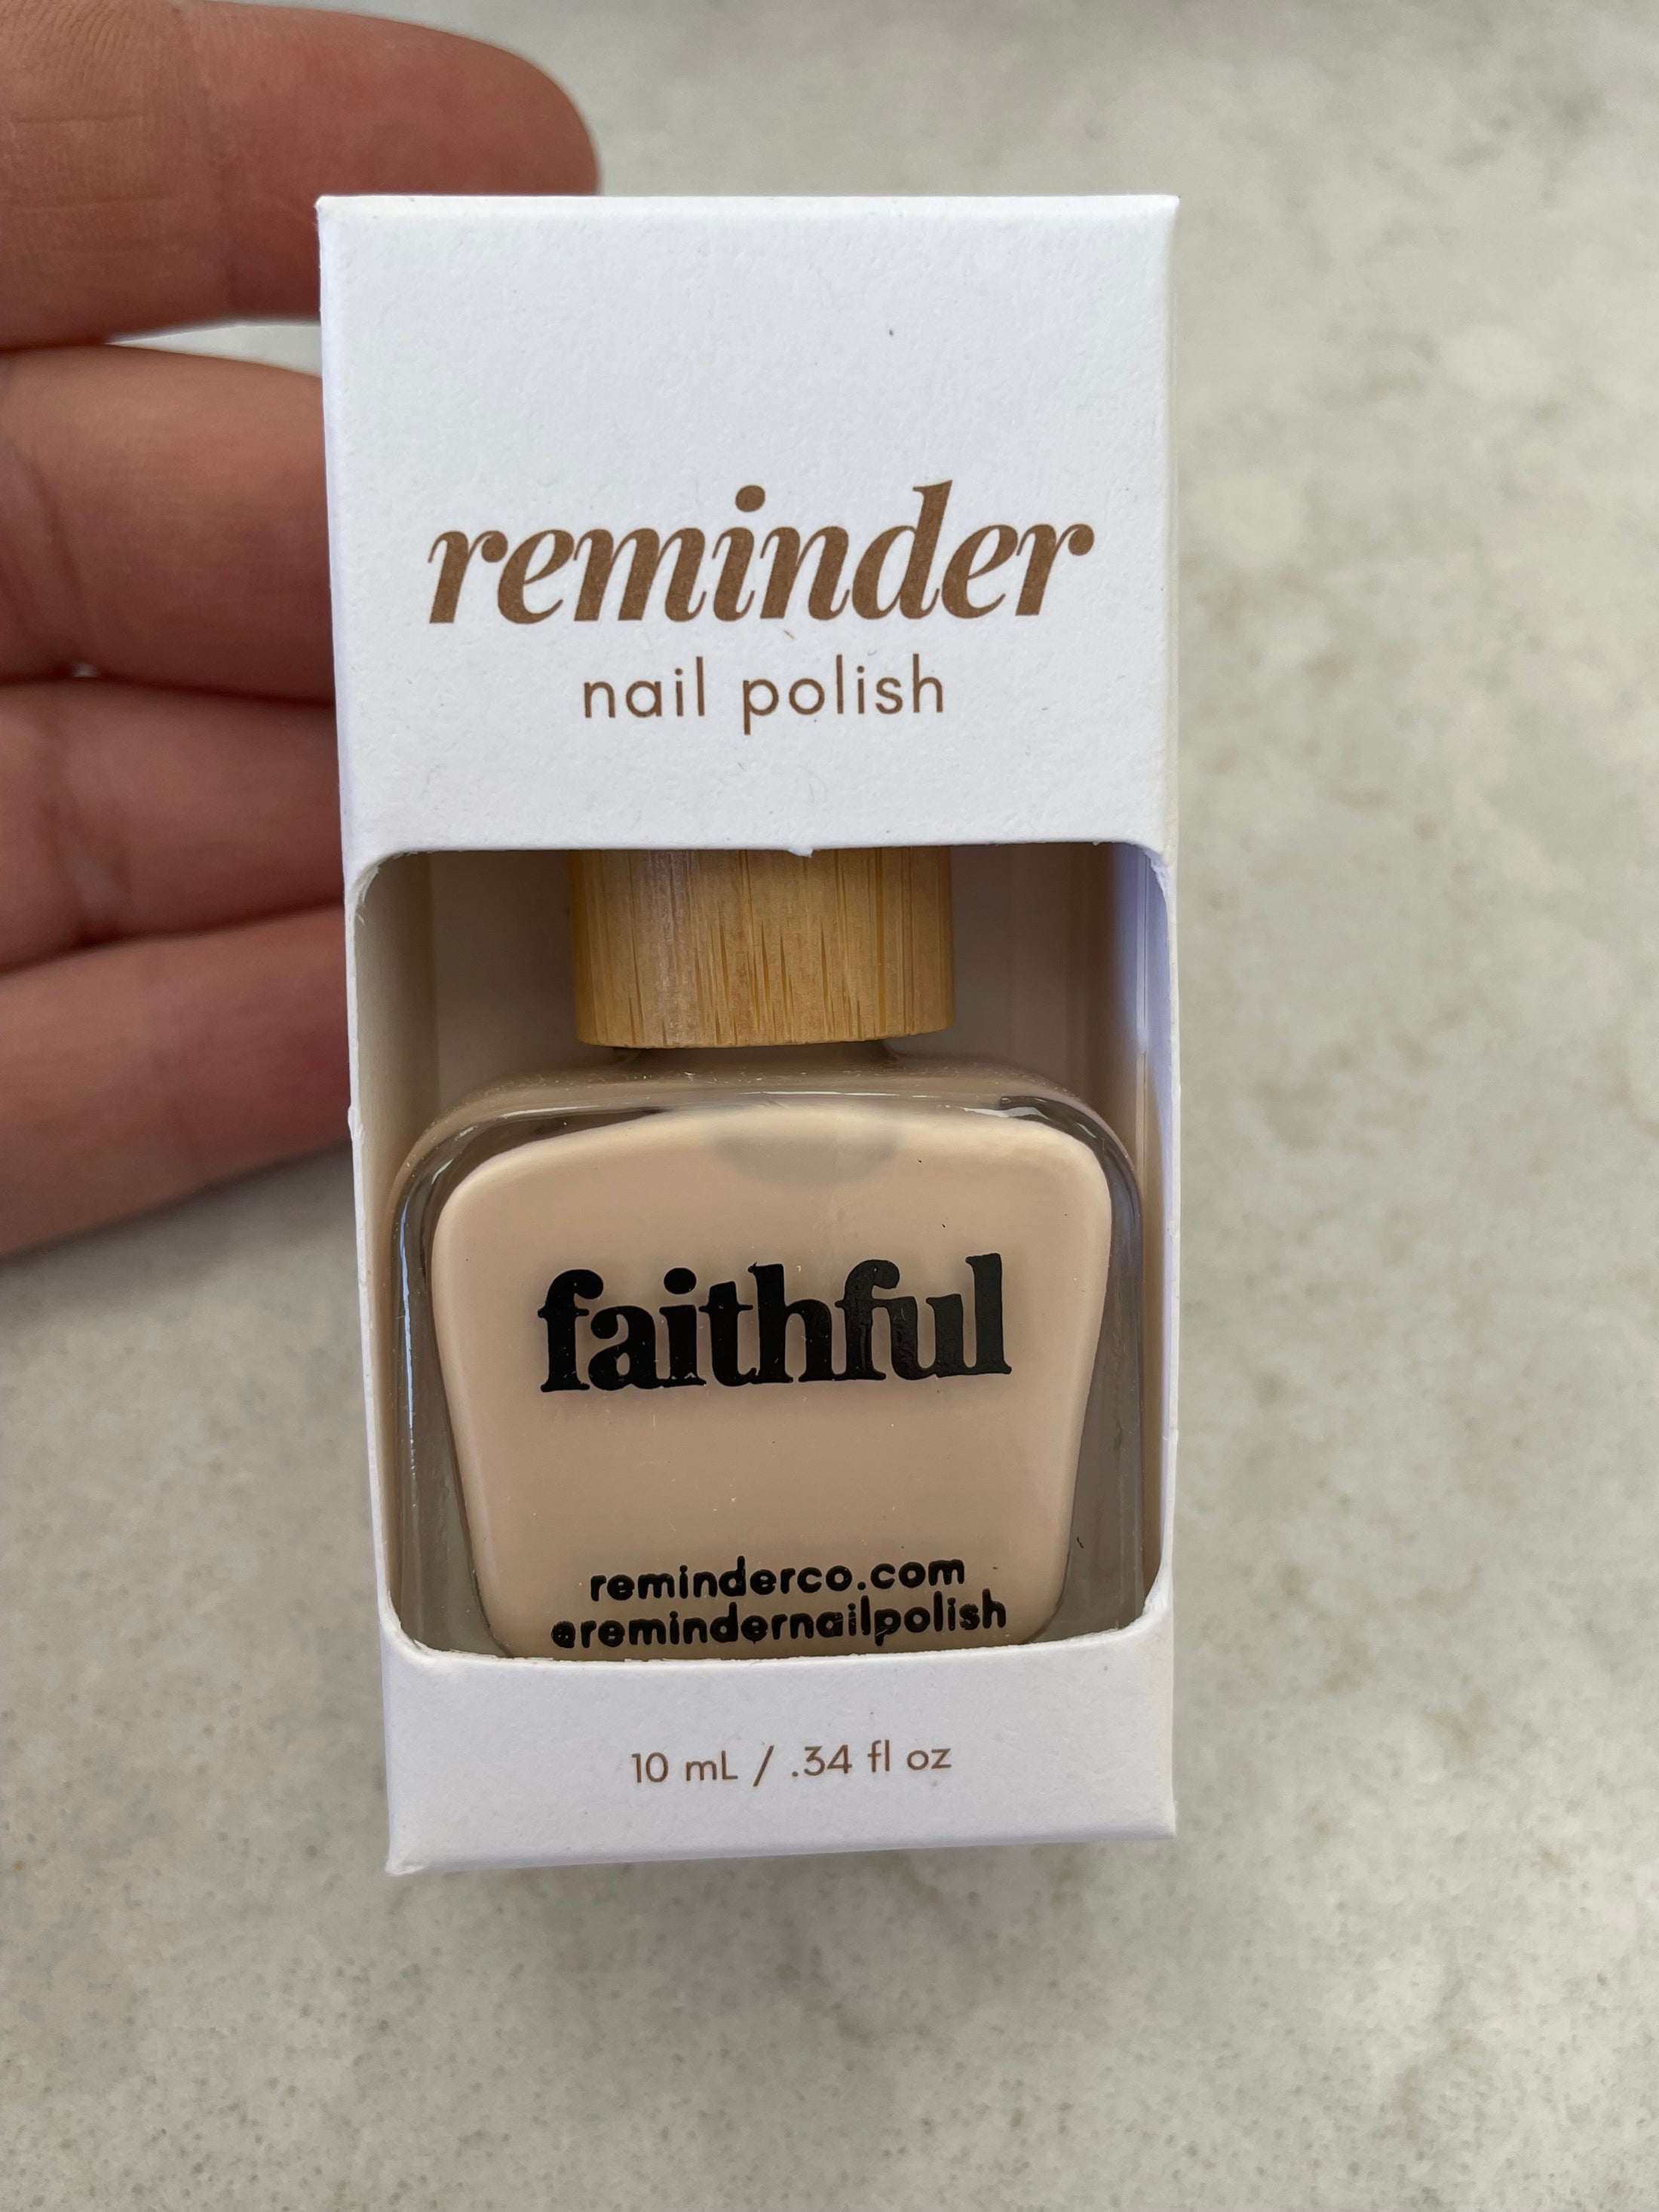 reminder
nail polish
faithful
reminderco.com
@remindernailpolish
10 mL / .34 fl oz